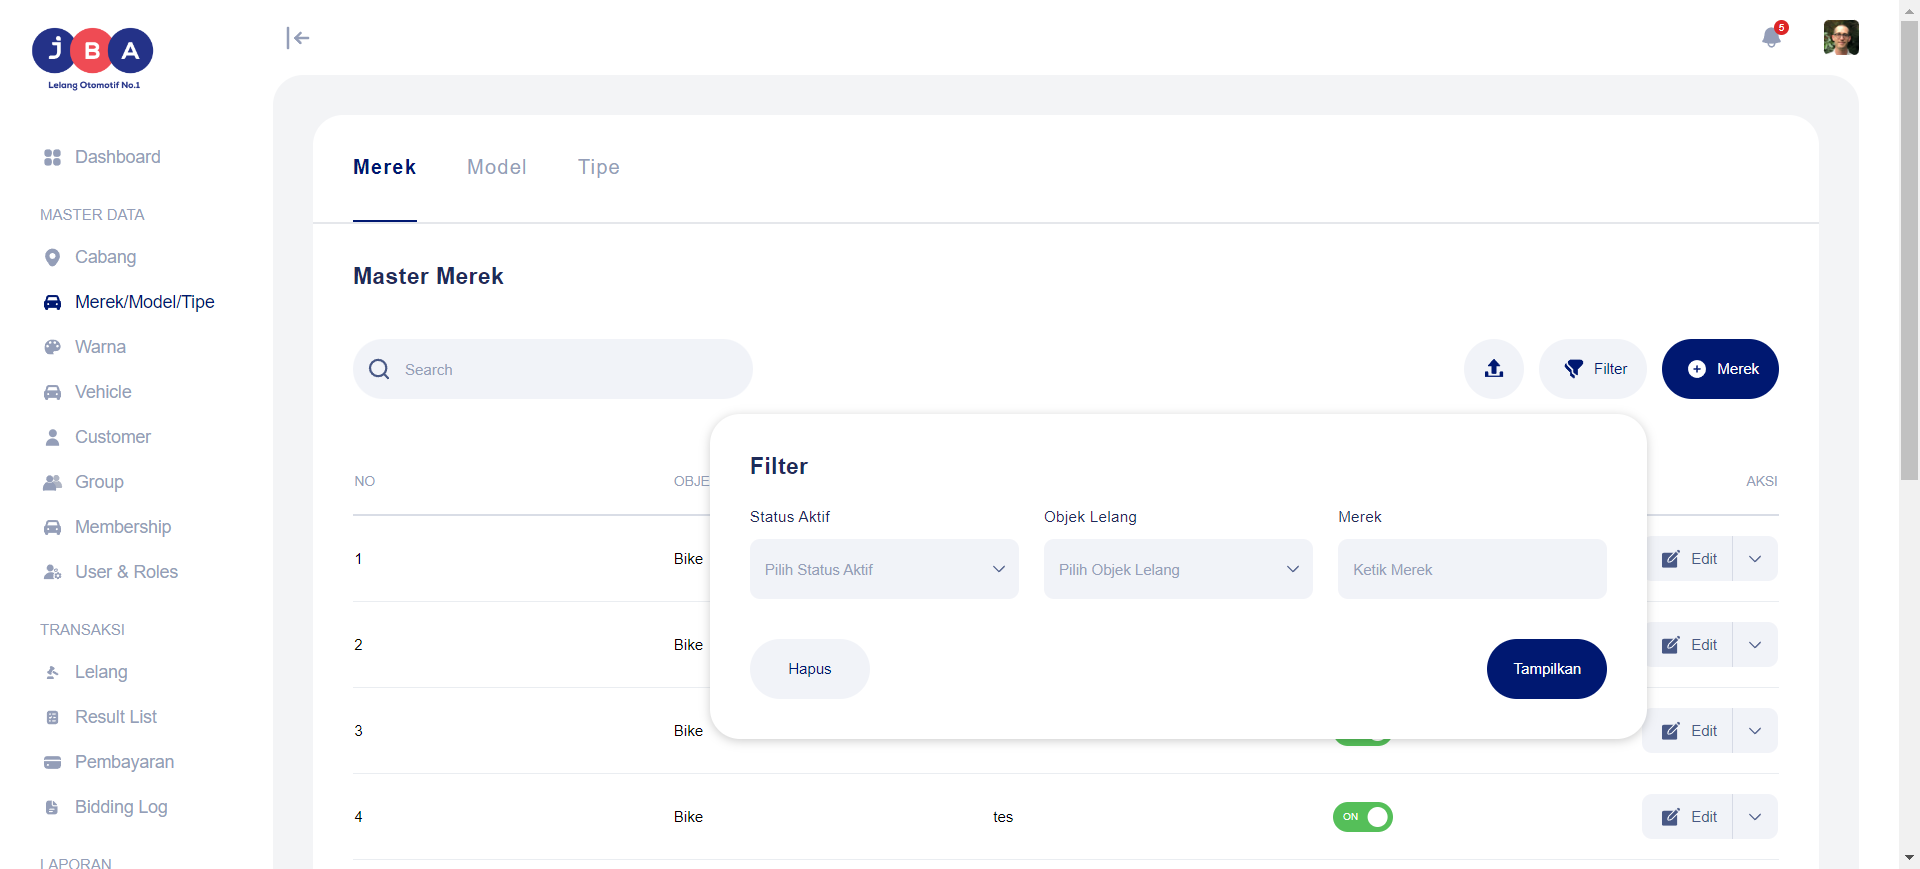 JBA
Lelang Otomotif No.1
5
Dashboard
MASTER DATA
Cabang
Merek/Model/Tipe
Warna
Vehicle
Customer
Group
Membership
User & Roles
TRANSAKSI
Lelang
Result List
Pembayaran
Bidding Log
LAPORAN
Merek Model Tipe
Master Merek
Search
Filter
Merek
NO OBJE AKSI
1 Bike Edit
2 Bike Edit
3 Bike Edit
4 Bike tes ON Edit
Filter
Status Aktif Objek Lelang Merek
Pilih Status Aktif Pilih Objek Lelang Ketik Merek
Hapus Tampilkan